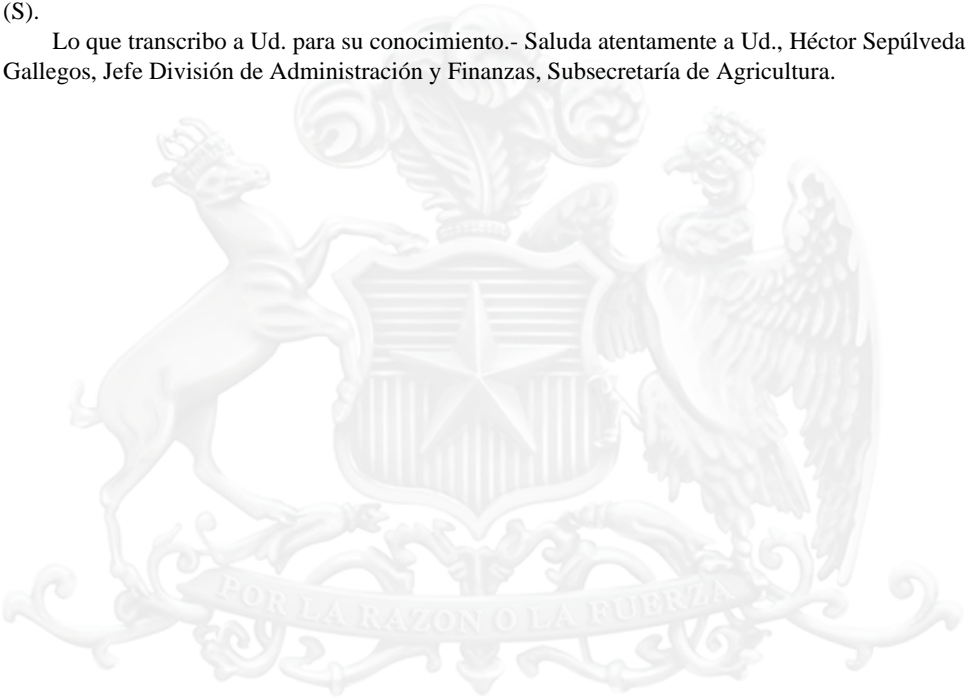 (S).
Lo que transcribo a Ud. para su conocimiento.- Saluda atentamente a Ud., Héctor Sepúlveda
Gallegos, Jefe División de Administración y Finanzas, Subsecretaría de Agricultura.
POR LA RAZON O LA FUERZA